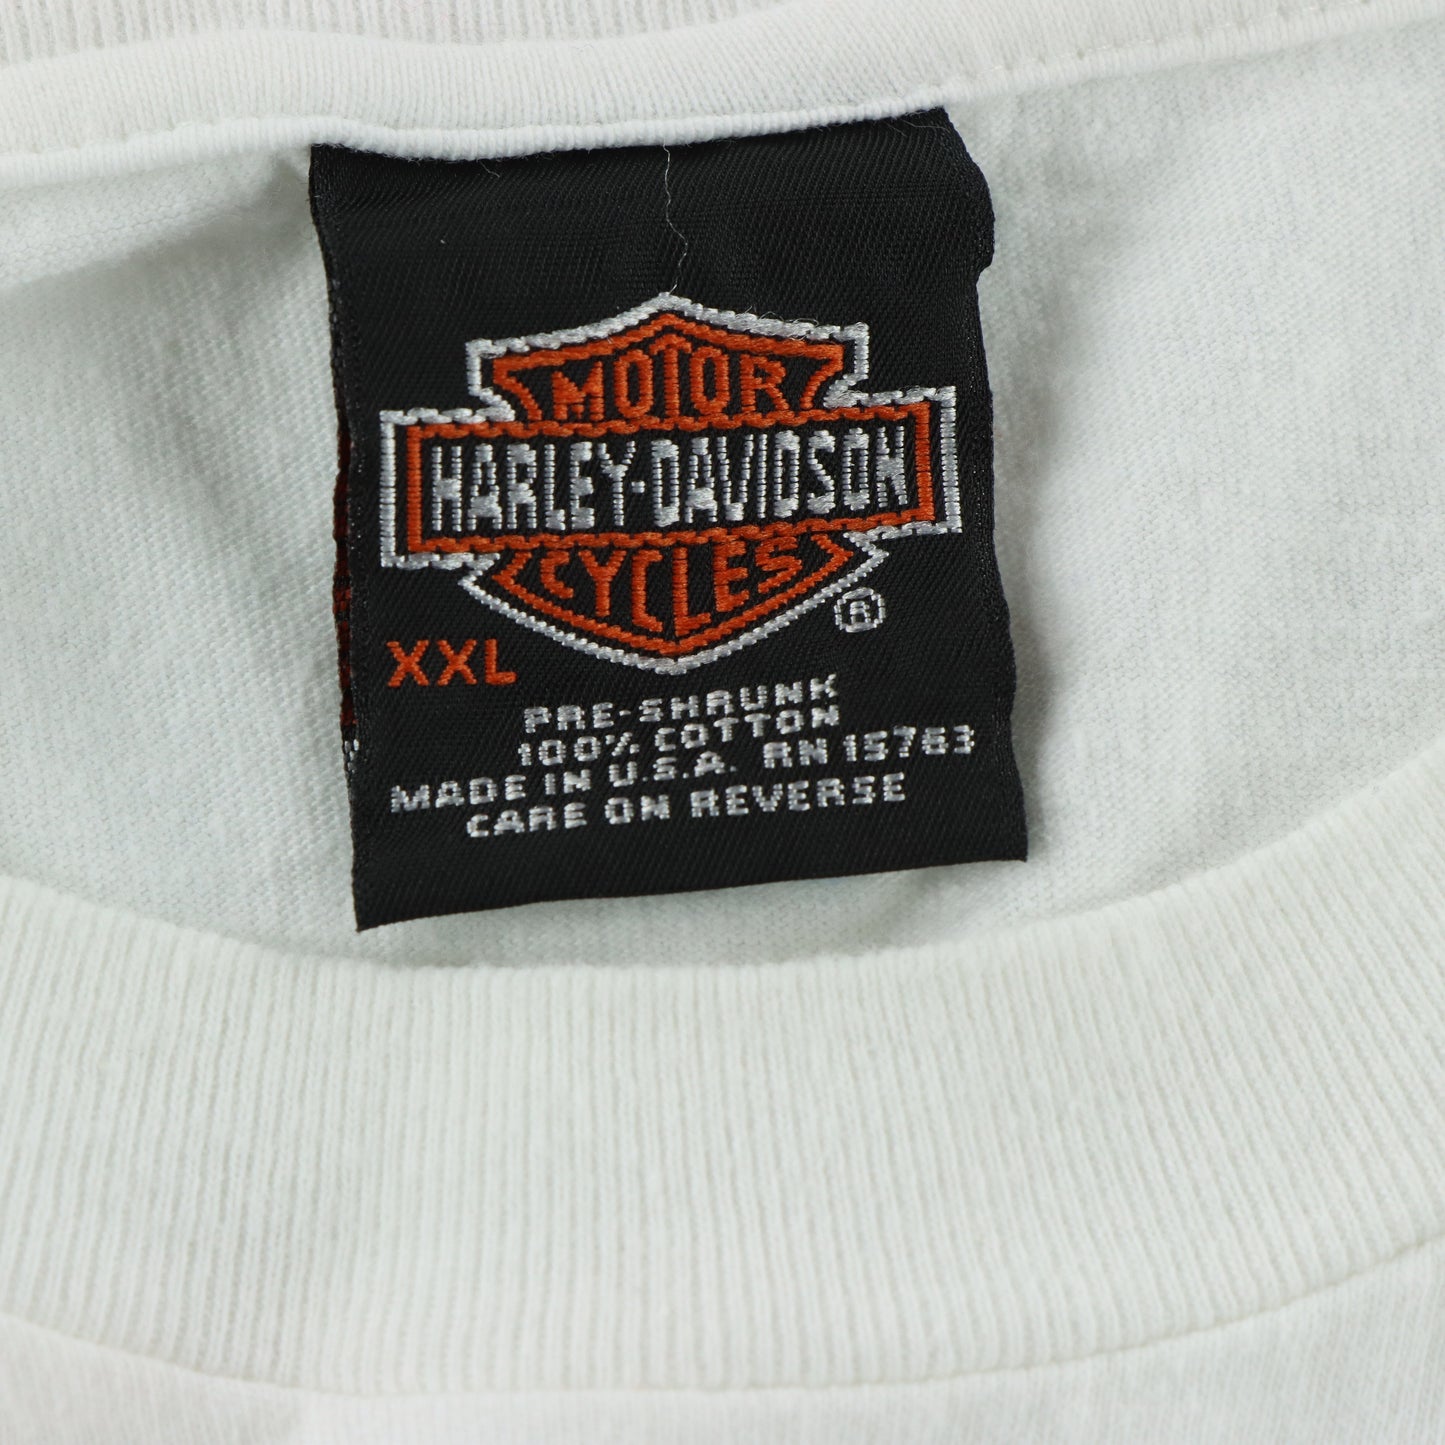 MOTOR
HARLEY-DAVIDSON
CYCLES
®
XXL
PRE-SHRUNK
100% COTTON
MADE IN U.S.A. RN 15763
CARE ON REVERSE